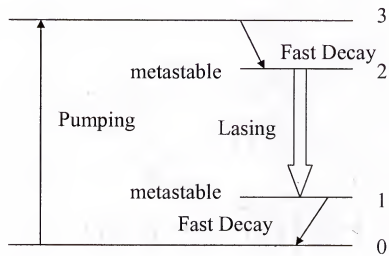 3
Fast Decay
metastable 2
Pumping Lasing
metastable 1
Fast Decay
0